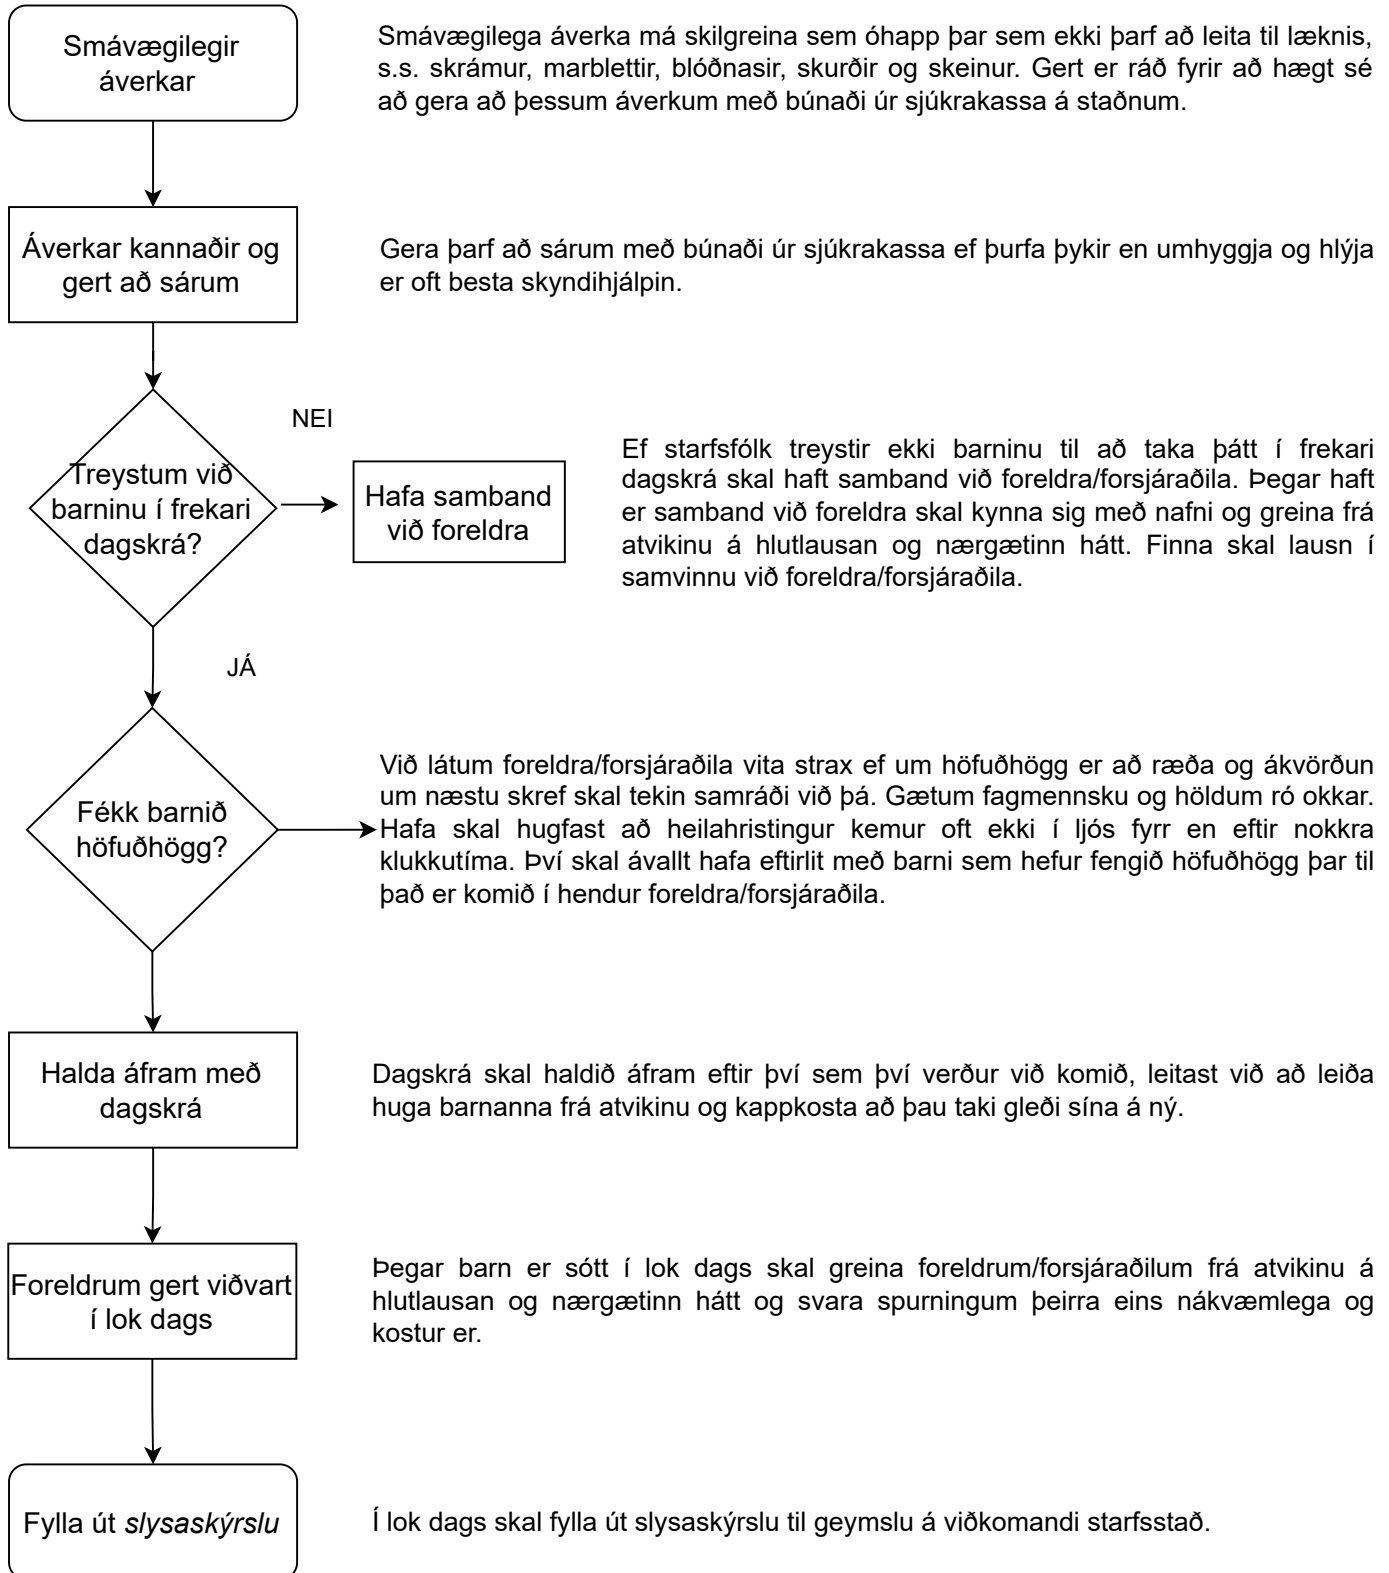 Smávægilegir
áverkar
Smávægilega áverka má skilgreina sem óhapp þar sem ekki þarf að leita til læknis,
s.s. skrámur, marblettir, blóðnasir, skurðir og skeinur. Gert er ráð fyrir að hægt sé
að gera að þessum áverkum með búnaði úr sjúkrakassa á staðnum.
Áverkar kannaðir og
gert að sárum
Gera þarf að sárum með búnaði úr sjúkrakassa ef þurfa þykir en umhyggja og hlýja
er oft besta skyndihjálpin.
Treystum við
barninu í frekari
dagskrá?
NEI
Hafa samband
við foreldra
Ef starfsfólk treystir ekki barninu til að taka þátt í frekari
dagskrá skal haft samband við foreldra/forsjáraðila. Þegar haft
er samband við foreldra skal kynna sig með nafni og greina frá
atvikinu á hlutlausan og nærgætinn hátt. Finna skal lausn í
samvinnu við foreldra/forsjáraðila.
JÁ
Fékk barnið
höfuðhögg?
Við látum foreldra/forsjáraðila vita strax ef um höfuðhögg er að ræða og ákvörðun
um næstu skref skal tekin samráði við þá. Gætum fagmennsku og höldum ró okkar.
Hafa skal hugfast að heilahristingur kemur oft ekki í ljós fyrr en eftir nokkra
klukkutíma. Því skal ávallt hafa eftirlit með barni sem hefur fengið höfuðhögg þar til
það er komið í hendur foreldra/forsjáraðila.
Halda áfram með
dagskrá
Dagskrá skal haldið áfram eftir því sem því verður við komið, leitast við að leiða
huga barnanna frá atvikinu og kappkosta að þau taki gleði sína á ný.
Foreldrum gert viðvart
í lok dags
Þegar barn er sótt í lok dags skal greina foreldrum/forsjáraðilum frá atvikinu á
hlutlausan og nærgætinn hátt og svara spurningum þeirra eins nákvæmlega og
kostur er.
Fylla út slysaskýrslu
Í lok dags skal fylla út slysaskýrslu til geymslu á viðkomandi starfsstað.